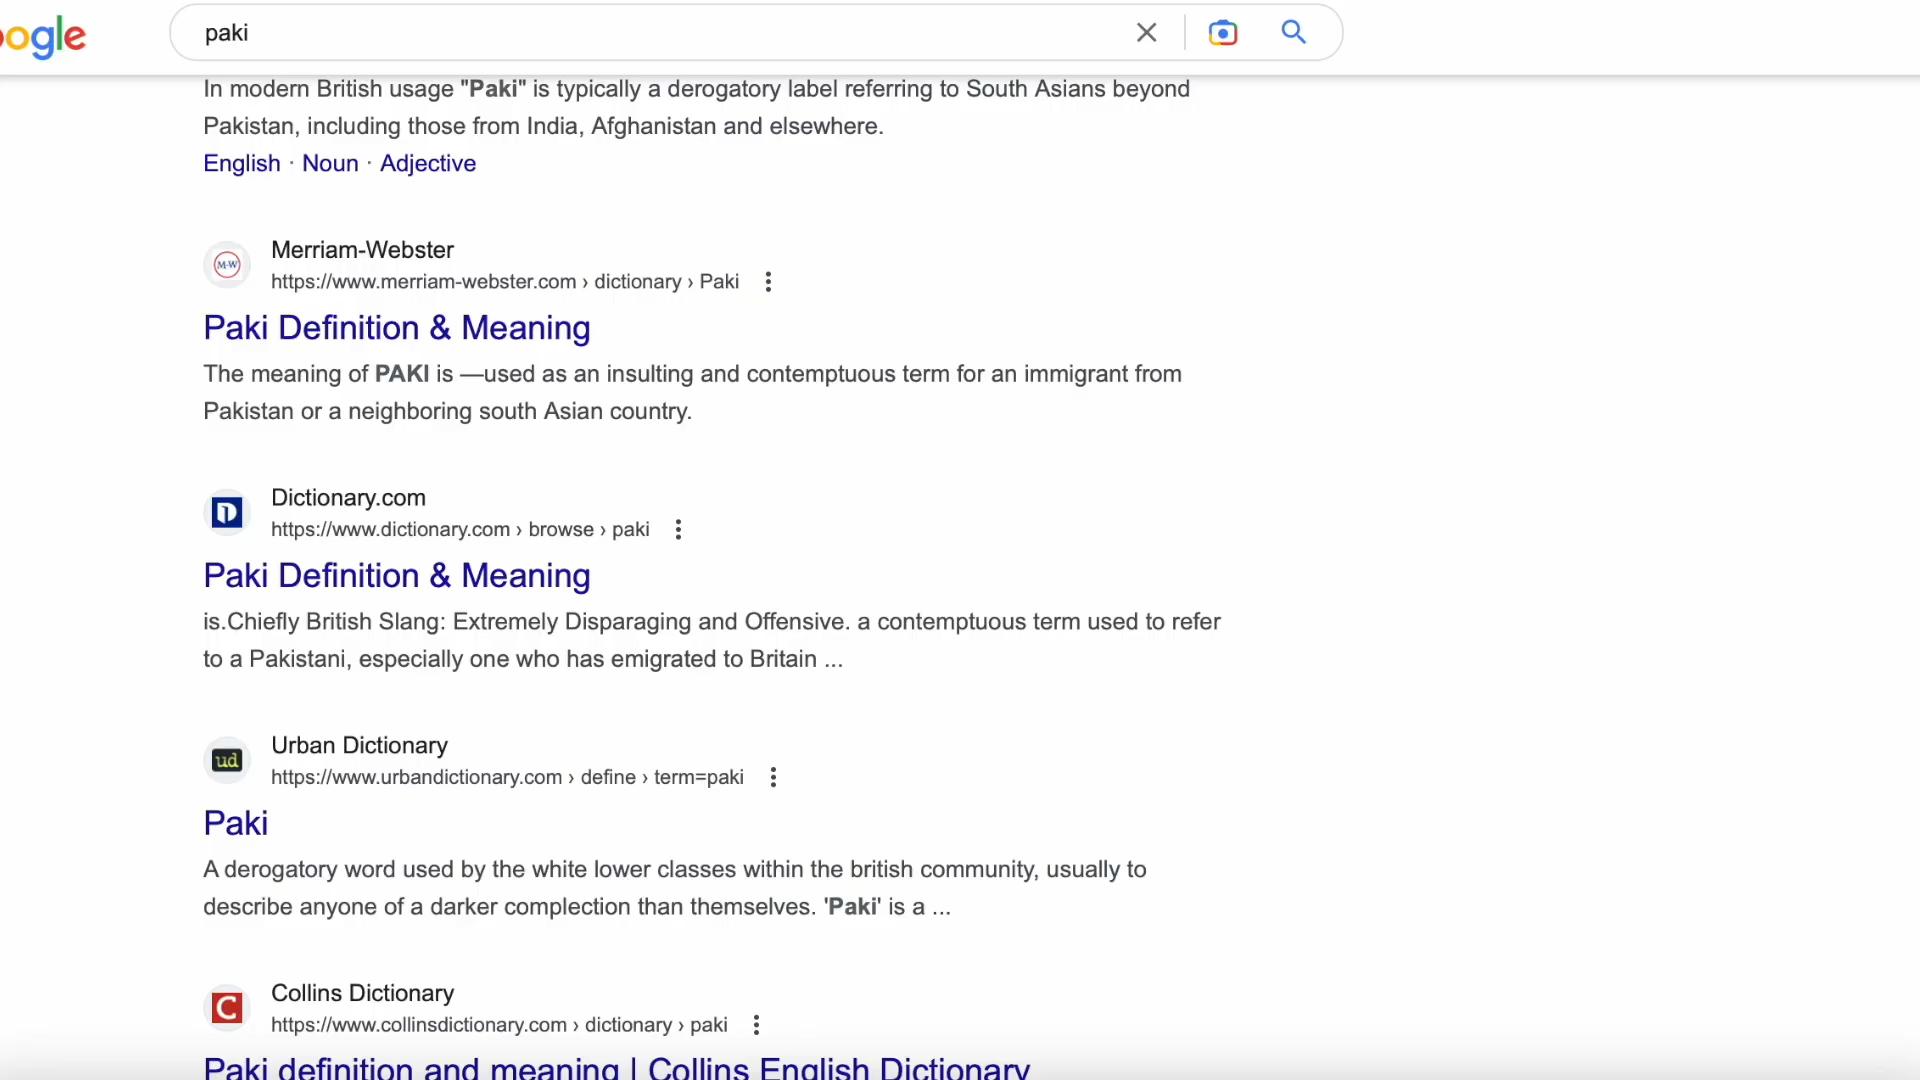 oogle
paki
In modern British usage "Paki" is typically a derogatory label referring to South Asians beyond
Pakistan, including those from India, Afghanistan and elsewhere.
English · Noun · Adjective
M-W
Merriam-Webster
https://www.merriam-webster.com › dictionary › Paki
Paki Definition & Meaning
The meaning of PAKI is —used as an insulting and contemptuous term for an immigrant from
Pakistan or a neighboring south Asian country.
D
Dictionary.com
https://www.dictionary.com › browse › paki
Paki Definition & Meaning
is.Chiefly British Slang: Extremely Disparaging and Offensive. a contemptuous term used to refer
to a Pakistani, especially one who has emigrated to Britain ...
ud
Urban Dictionary
https://www.urbandictionary.com › define › term=paki
Paki
A derogatory word used by the white lower classes within the british community, usually to
describe anyone of a darker complection than themselves. 'Paki' is a ...
C
Collins Dictionary
https://www.collinsdictionary.com › dictionary › paki
Paki definition and meaning | Collins English Dictionary